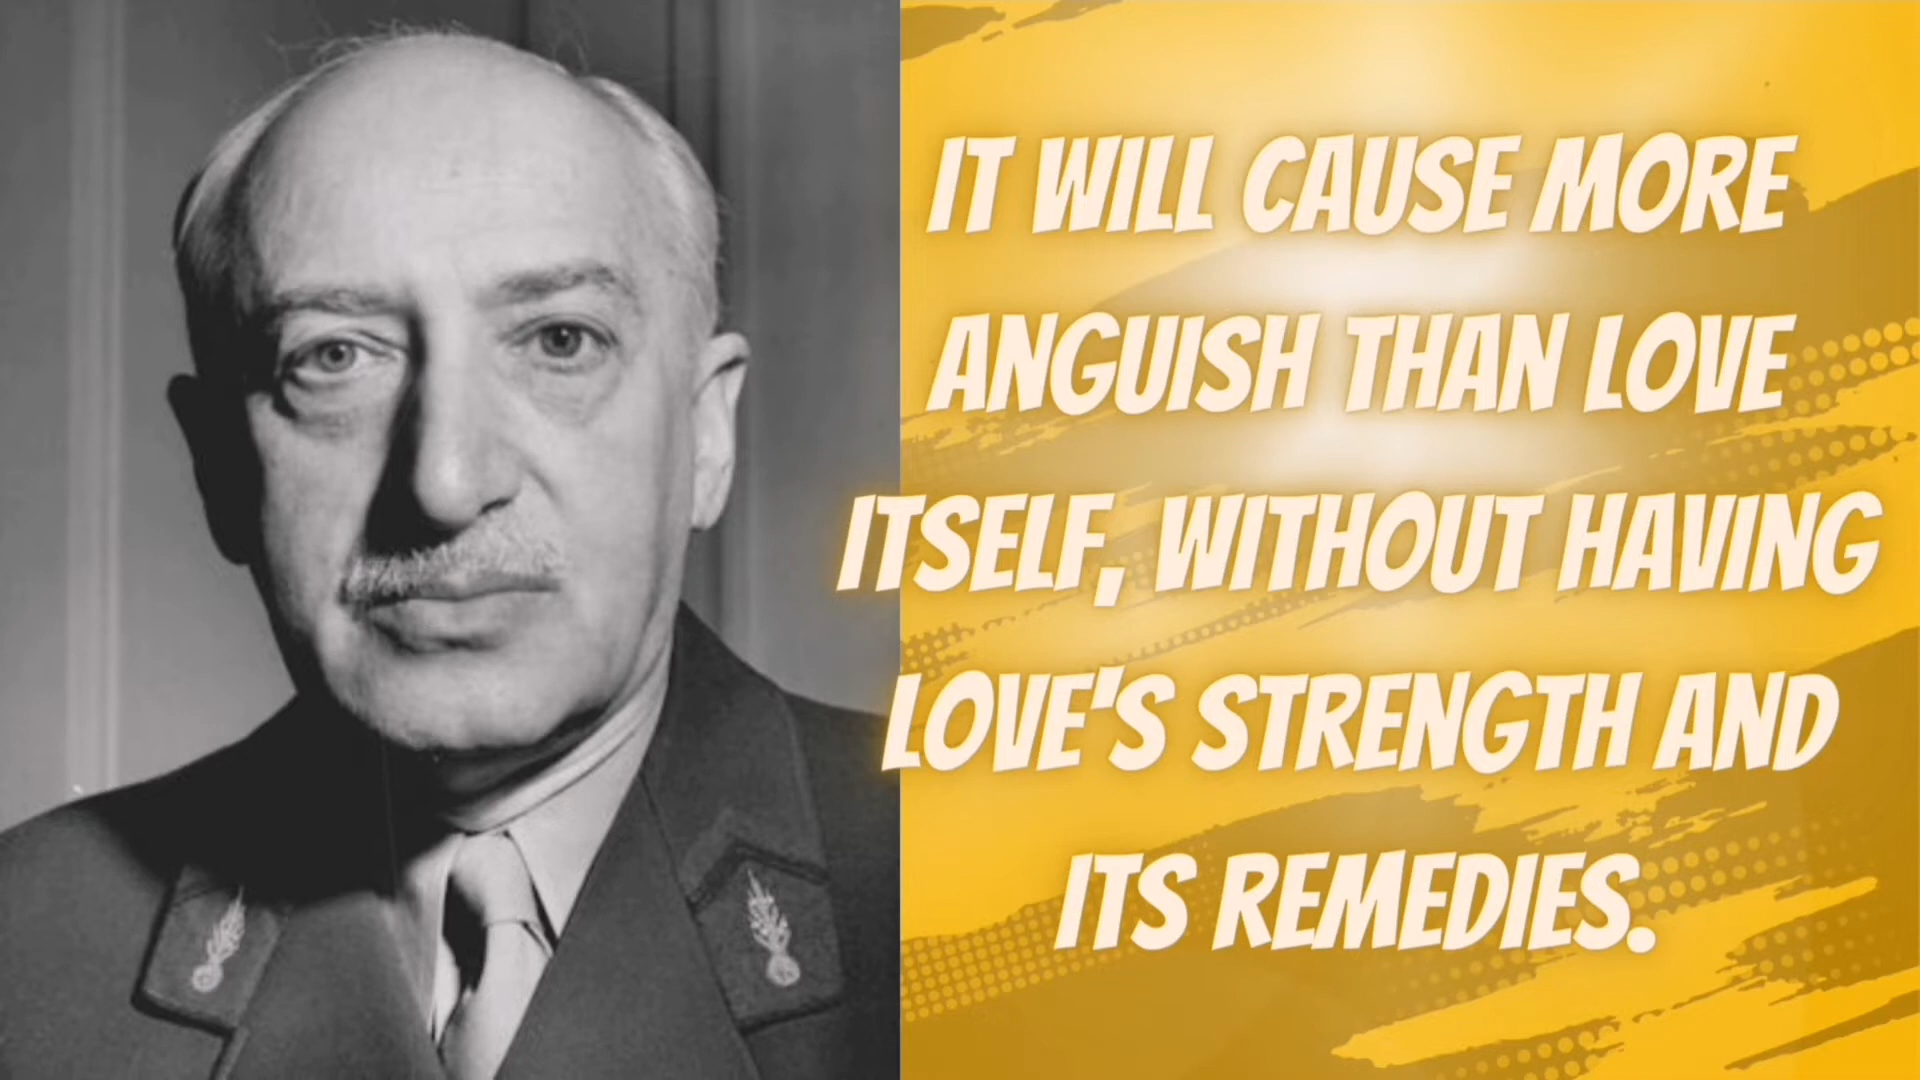 IT WILL CAUSE MORE
ANGUISH THAN LOVE
ITSELF, WITHOUT HAVING
LOVE'S STRENGTH AND
ITS REMEDIES.